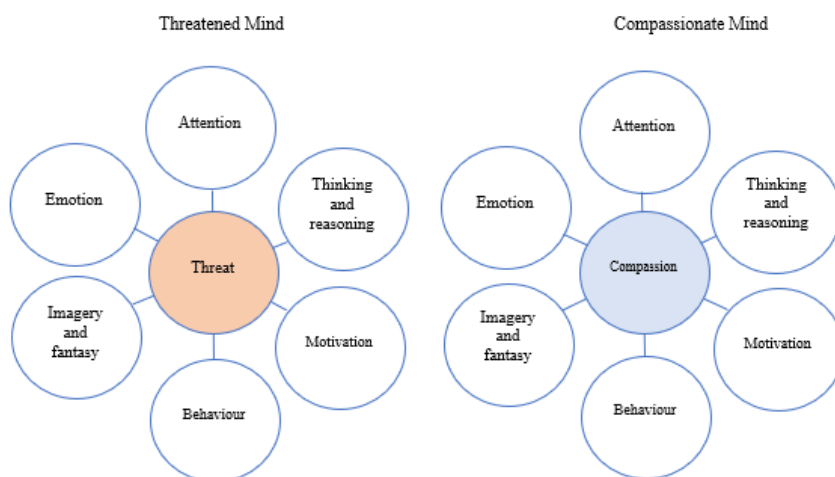 Threatened Mind
Attention
Emotion
Thinking
and
reasoning
Threat
Imagery
and
fantasy
Motivation
Behaviour
Compassionate Mind
Attention
Emotion
Thinking
and
reasoning
Compassion
Imagery
and
fantasy
Motivation
Behaviour